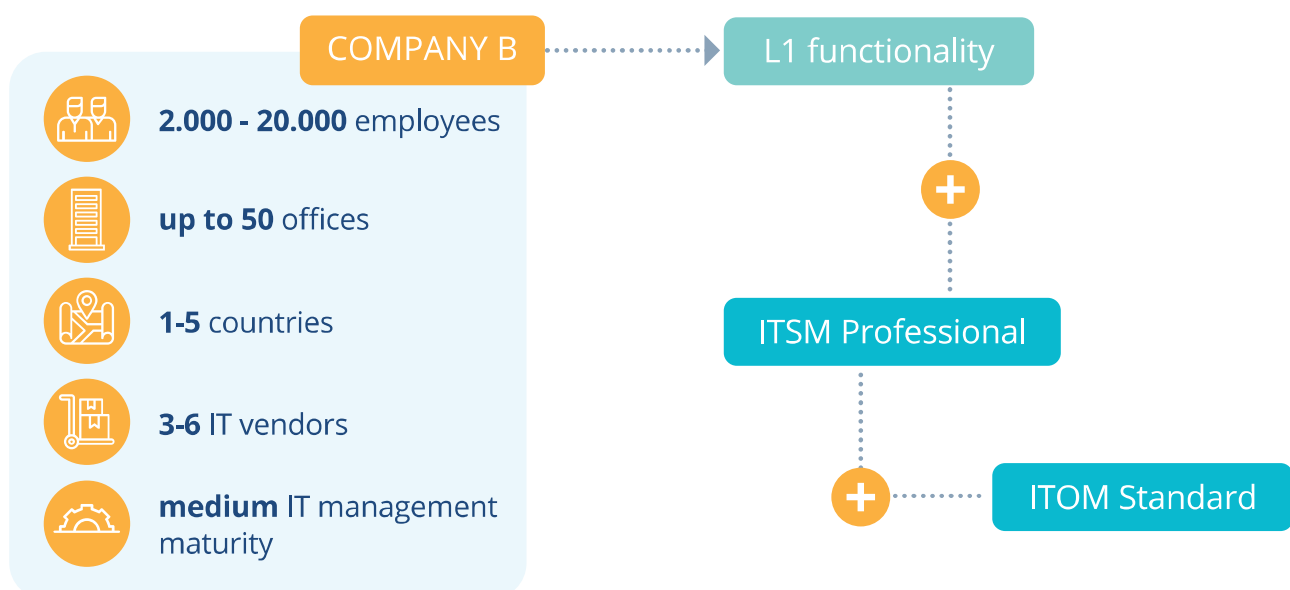 COMPANY B
2.000 - 20.000 employees
up to 50 offices
1-5 countries
3-6 IT vendors
medium IT management
maturity
L1 functionality
ITSM Professional
ITOM Standard